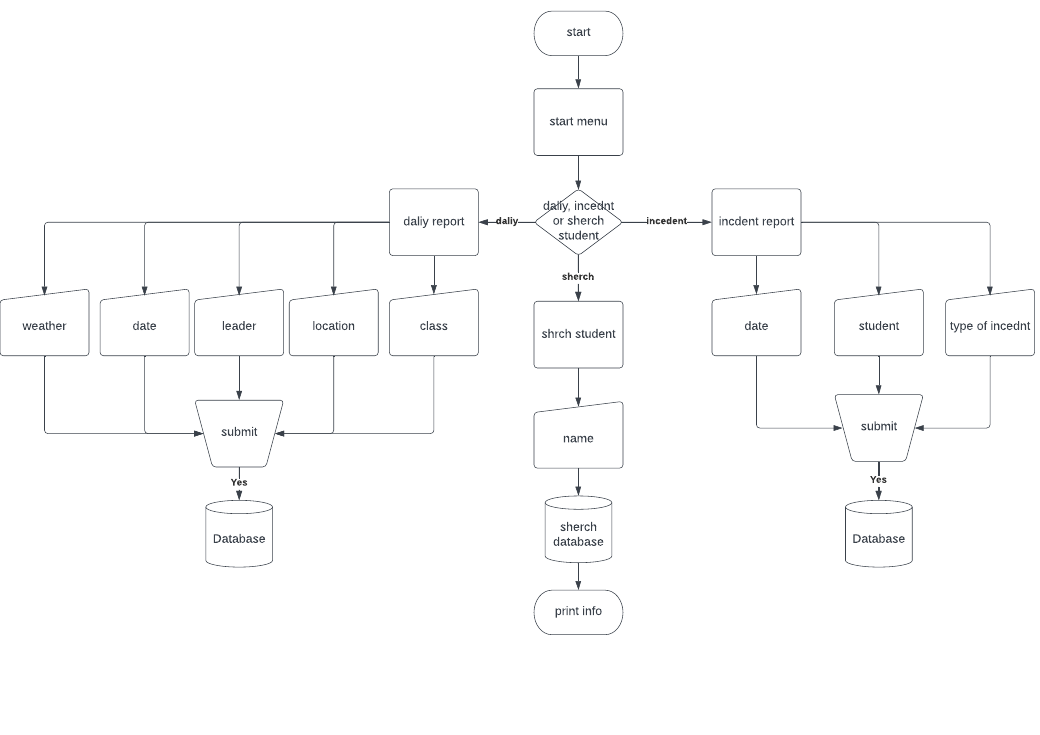 start
start menu
daliy, incednt
or sherch
student
daliy
incedent
sherch
daliy report
incdent report
weather
date
leader
location
class
shrch student
date
student
type of incednt
submit
name
submit
Yes
Yes
Database
sherch
database
Database
print info